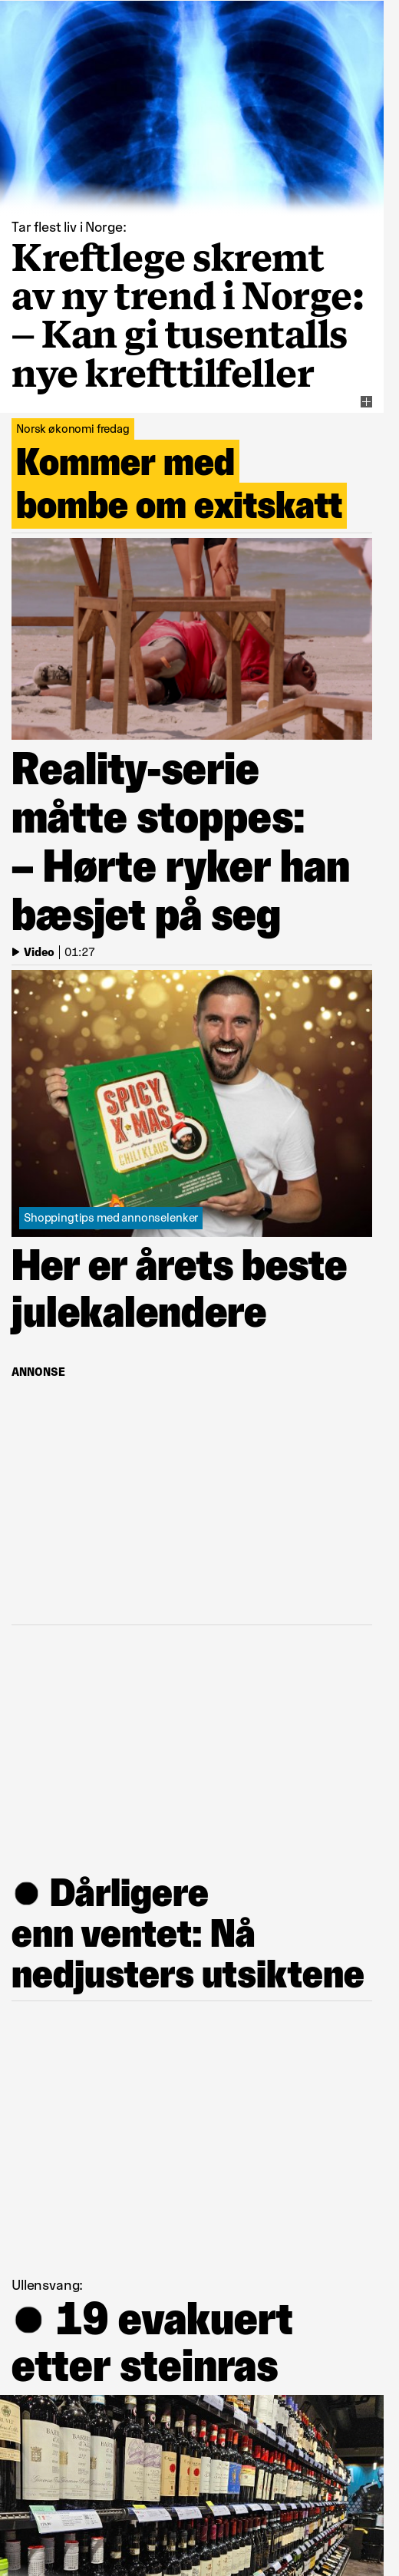 Tar flest liv i Norge:
Kreftlege skremt
av ny trend i Norge:
– Kan gi tusentalls
nye krefttilfeller
Norsk økonomi fredag
Kommer med
bombe om exitskatt
Reality-serie
måtte stoppes:
– Hørte ryker han
bæsjet på seg
Video | 01:27
SPICY
X-MAS
Presented by
CHILI KLAUS
Shoppingtips med annonselenker
Her er årets beste
julekalendere
ANNONSE
● Dårligere
enn ventet: Nå
nedjusters utsiktene
Ullensvang:
● 19 evakuert
etter steinras